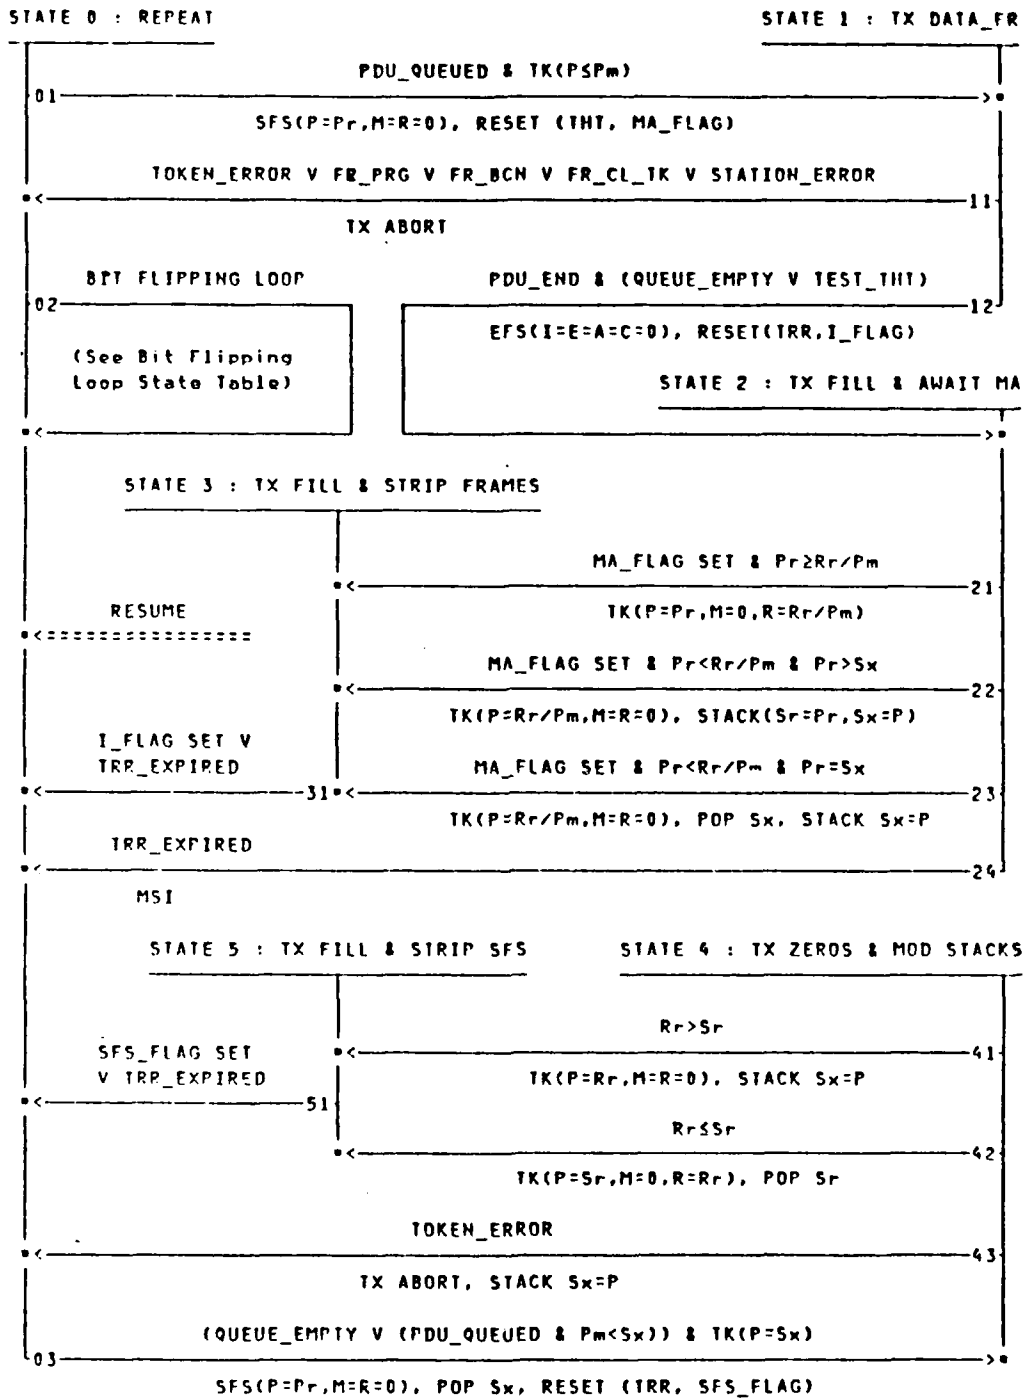 STATE 0 : REPEAT
STATE 1 : TX DATA_FR
PDU_QUEUED & TK(P≤Pm)
01
SFS(P=Pr,M=R=0), RESET (THT, MA_FLAG)
TOKEN_ERROR V FR_PRG V FR_BCN V FR_CL_TK V STATION_ERROR
11
TX ABORT
BIT FLIPPING LOOP
PDU_END & (QUEUE_EMPTY V TEST_THT)
02
12
EFS(I=E=A=C=0), RESET(TRR,I_FLAG)
(See Bit Flipping
Loop State Table)
STATE 2 : TX FILL & AWAIT MA
STATE 3 : TX FILL & STRIP FRAMES
MA_FLAG SET & Pr≥Rr/Pm
21
RESUME
TK(P=Pr,M=0,R=Rr/Pm)
MA_FLAG SET & Pr<Rr/Pm & Pr>Sx
22
TK(P=Rr/Pm,M=R=0), STACK(Sr=Pr,Sx=P)
I_FLAG SET V
TRR_EXPIRED
MA_FLAG SET & Pr<Rr/Pm & Pr=Sx
31
23
TK(P=Rr/Pm,M=R=0), POP Sx, STACK Sx=P
TRR_EXPIRED
24
MSI
STATE 5 : TX FILL & STRIP SFS
STATE 4 : TX ZEROS & MOD STACKS
Rr>Sr
SFS_FLAG SET
41
V TRR_EXPIRED
TK(P=Rr,M=R=0), STACK Sx=P
51
Rr≤Sr
42
TK(P=Sr,M=0,R=Rr), POP Sr
TOKEN_ERROR
43
TX ABORT, STACK Sx=P
(QUEUE_EMPTY V (PDU_QUEUED & Pm<Sx)) & TK(P=Sx)
03
SFS(P=Pr,M=R=0), POP Sx, RESET (TRR, SFS_FLAG)